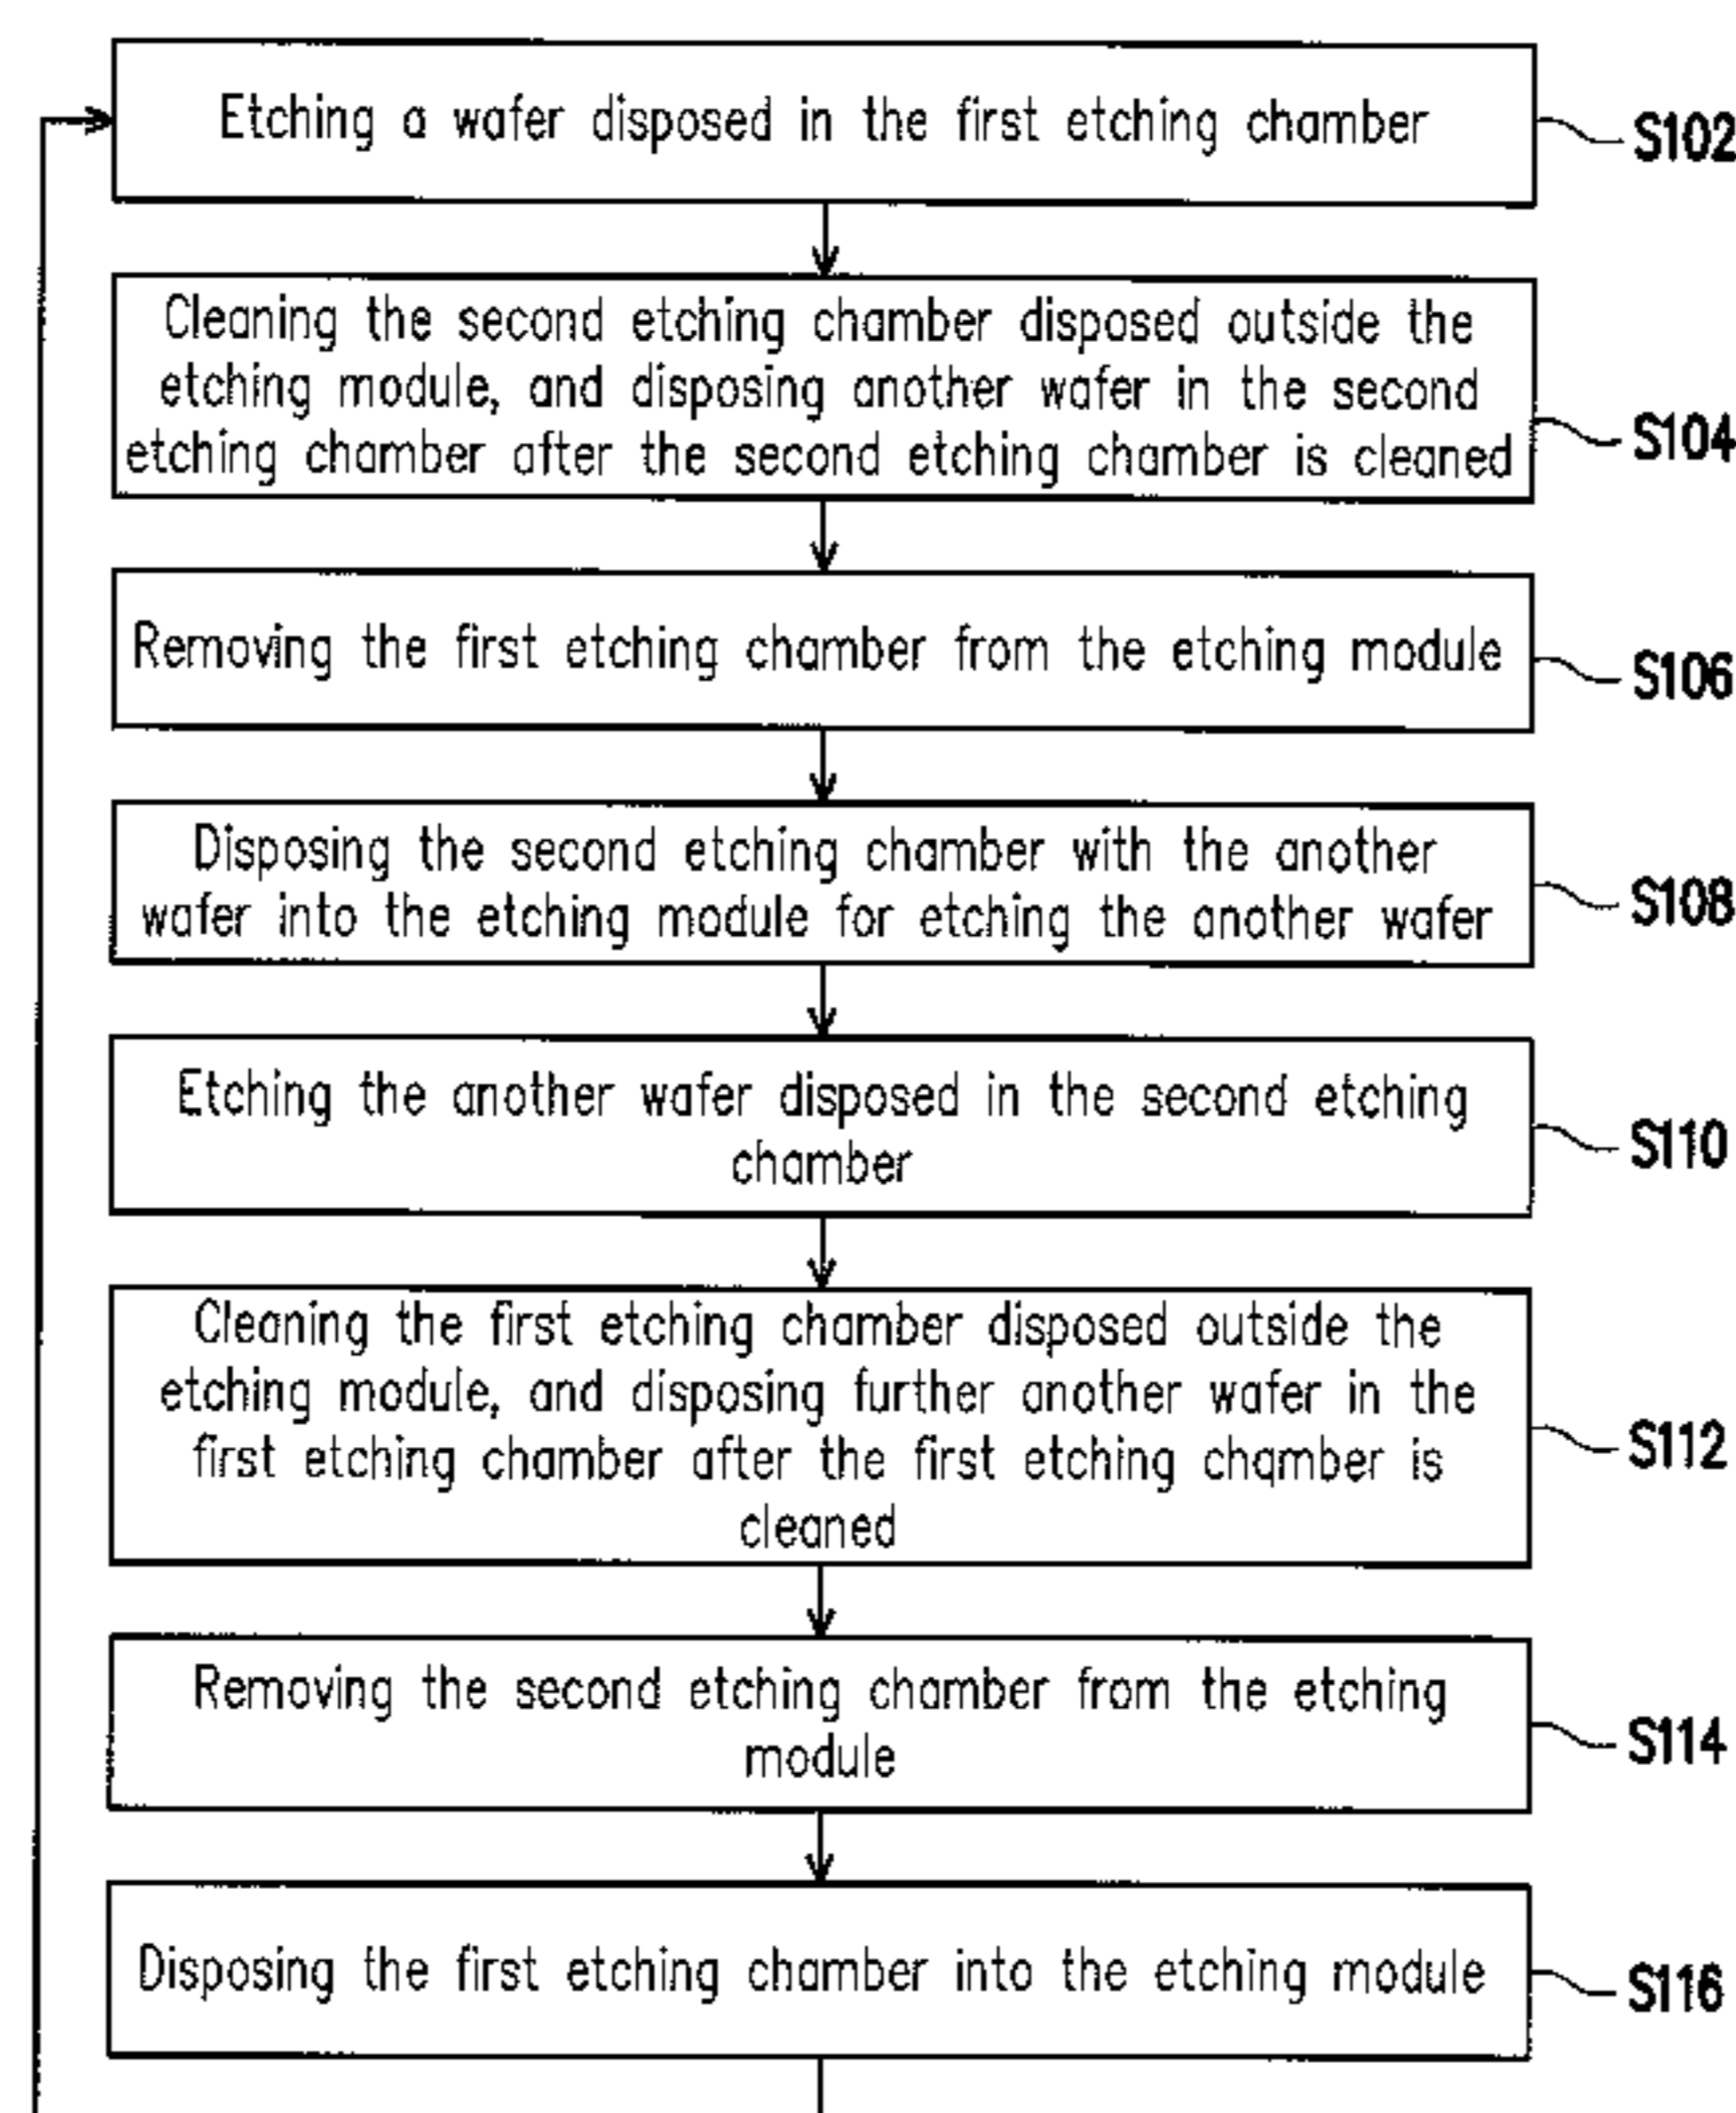 Etching a wafer disposed in the first etching chamber
S102
Cleaning the second etching chamber disposed outside the
etching module, and disposing another wafer in the second
etching chamber after the second etching chamber is cleaned
S104
Removing the first etching chamber from the etching module
S106
Disposing the second etching chamber with the another
wafer into the etching module for etching the another wafer
S108
Etching the another wafer disposed in the second etching
chamber
S110
Cleaning the first etching chamber disposed outside the
etching module, and disposing further another wafer in the
first etching chamber after the first etching chamber is
cleaned
S112
Removing the second etching chamber from the etching
module
S114
Disposing the first etching chamber into the etching module
S116